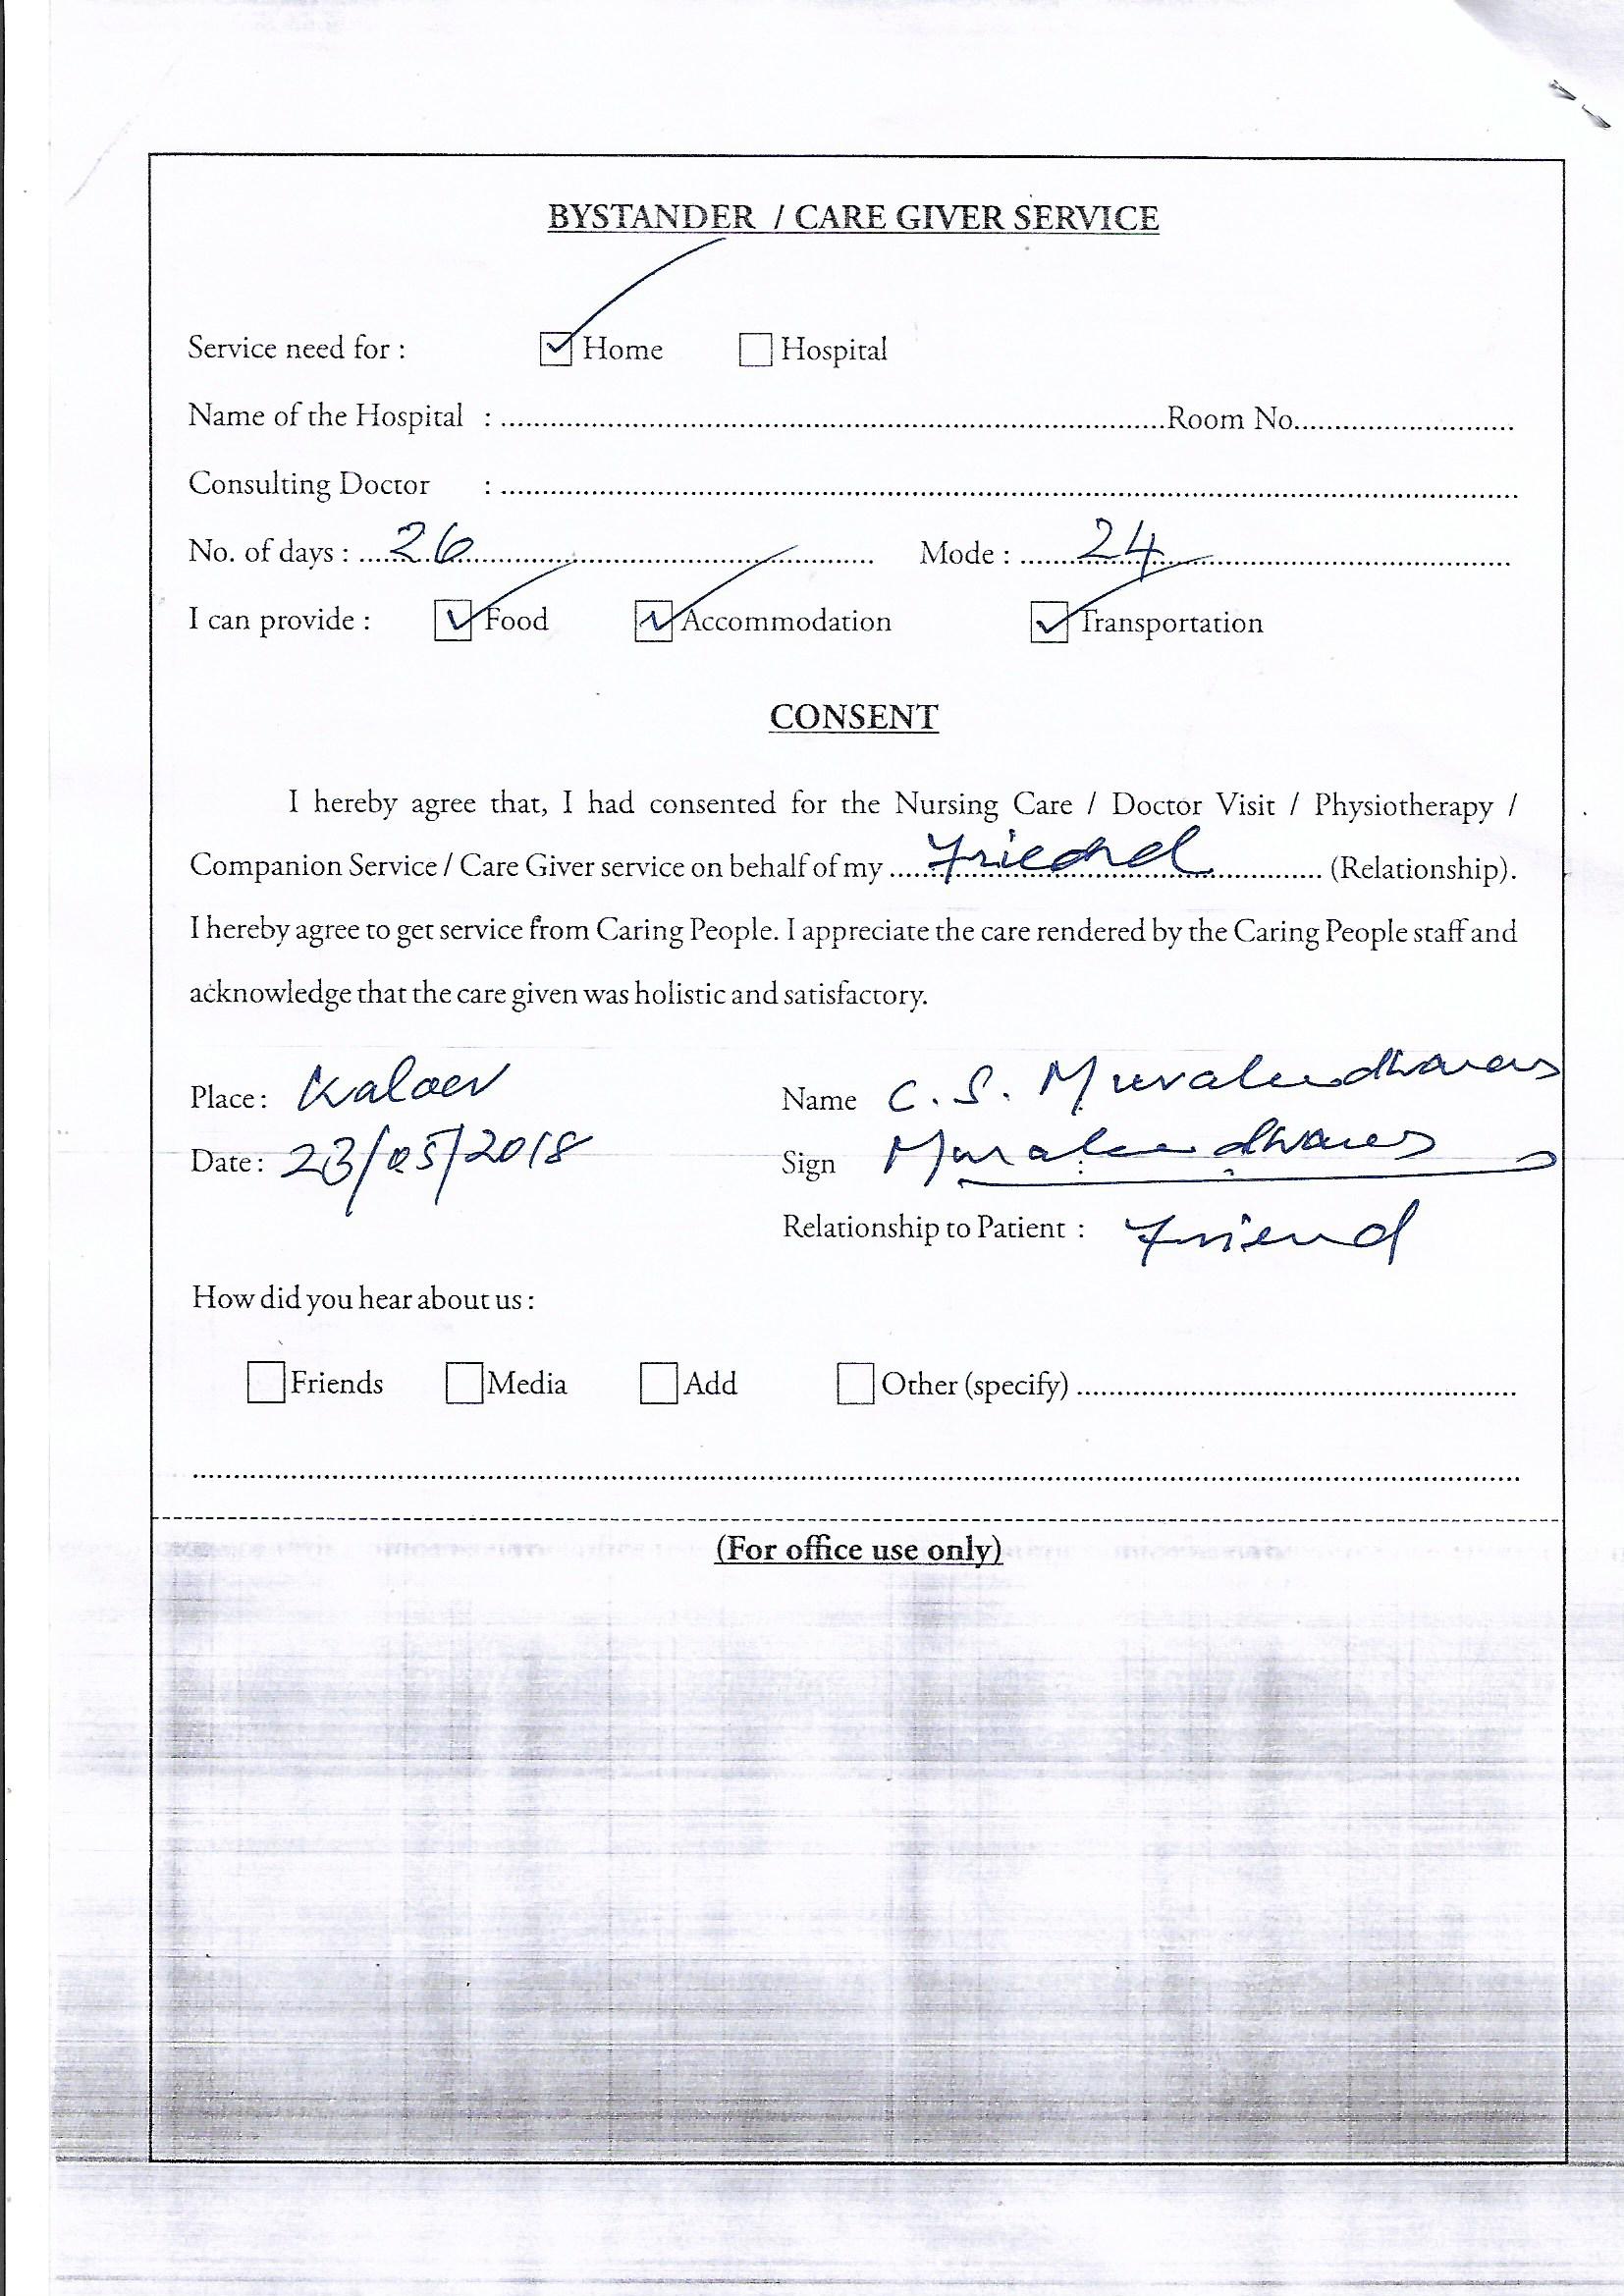 BYSTANDER / CARE GIVER SERVICE
Service need for : Home Hospital
Name of the Hospital : Room No.
Consulting Doctor :
No. of days : 26 Mode : 24
I can provide : Food Accommodation Transportation
CONSENT
I hereby agree that, I had consented for the Nursing Care / Doctor Visit / Physiotherapy /
Companion Service / Care Giver service on behalf of my Friend (Relationship).
I hereby agree to get service from Caring People. I appreciate the care rendered by the Caring People staff and
acknowledge that the care given was holistic and satisfactory.
Place : Kaloor Name C. S. Muraleedharan
Date : 23/05/2018 Sign Muraleedharan
Relationship to Patient : Friend
How did you hear about us :
Friends Media Add Other (specify)
(For office use only)